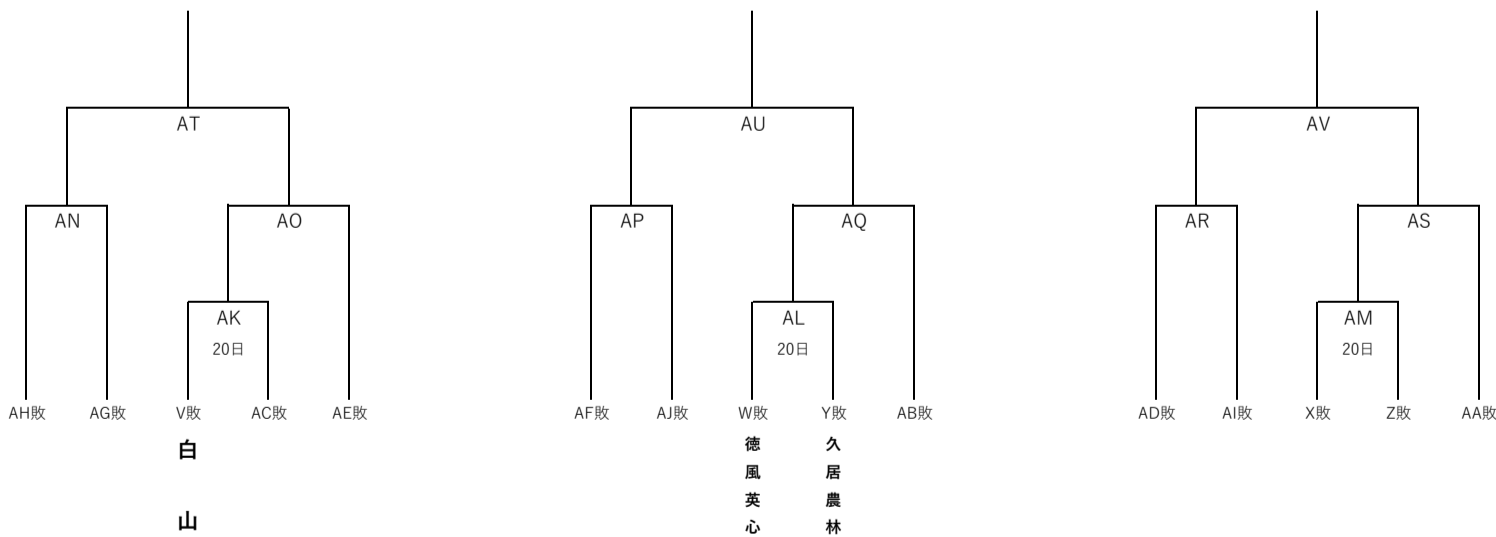 AT AU AV
AN AO AP AQ AR AS
AK AL AM
20日 20日 20日
AH敗 AG敗 V敗 AC敗 AE敗 AF敗 AJ敗 W敗 Y敗 AB敗 AD敗 AI敗 X敗 Z敗 AA敗
白山
徳風英心
久居農林